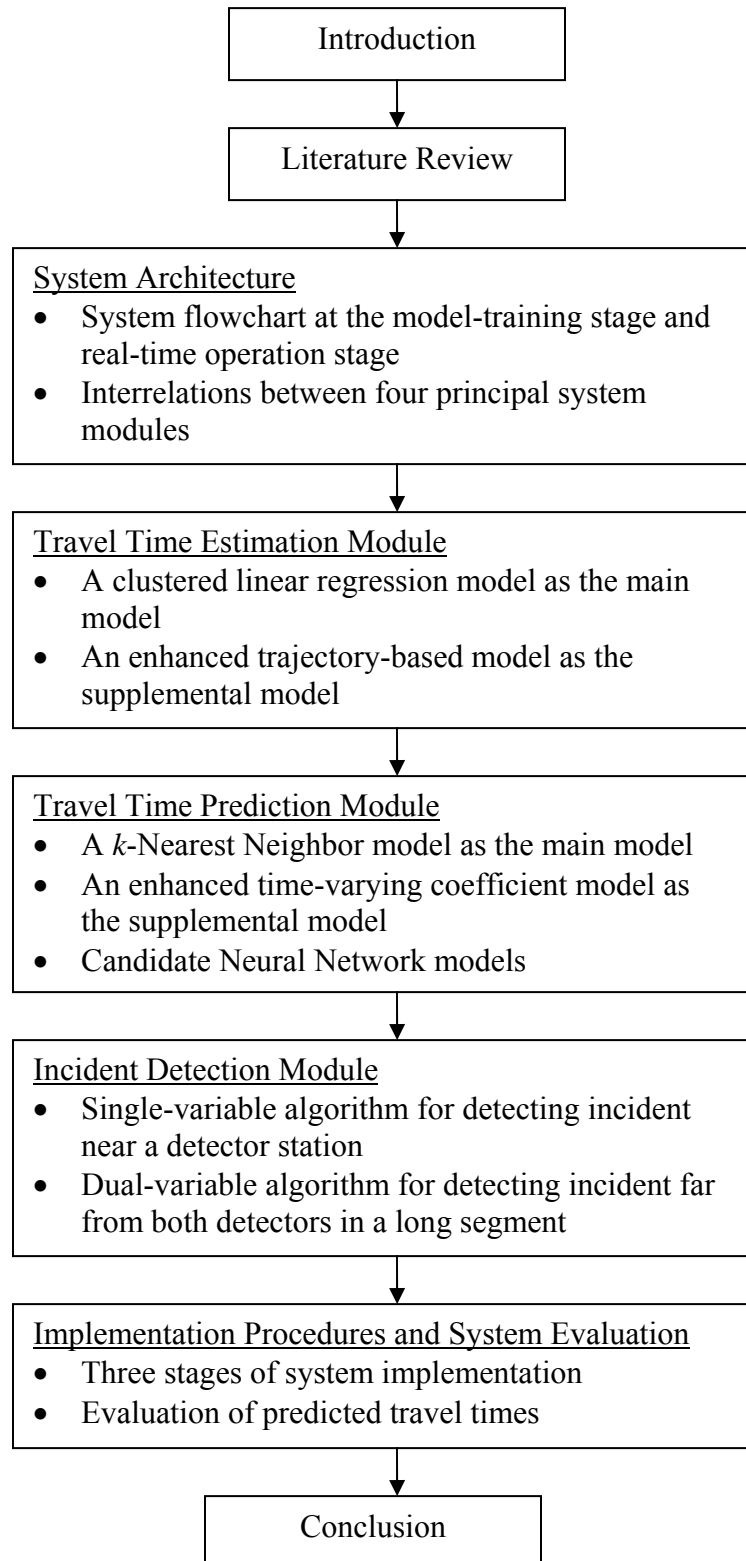 Introduction
Literature Review
System Architecture
• System flowchart at the model-training stage and
real-time operation stage
• Interrelations between four principal system
modules
Travel Time Estimation Module
• A clustered linear regression model as the main
model
• An enhanced trajectory-based model as the
supplemental model
Travel Time Prediction Module
• A k-Nearest Neighbor model as the main model
• An enhanced time-varying coefficient model as
the supplemental model
• Candidate Neural Network models
Incident Detection Module
• Single-variable algorithm for detecting incident
near a detector station
• Dual-variable algorithm for detecting incident far
from both detectors in a long segment
Implementation Procedures and System Evaluation
• Three stages of system implementation
• Evaluation of predicted travel times
Conclusion